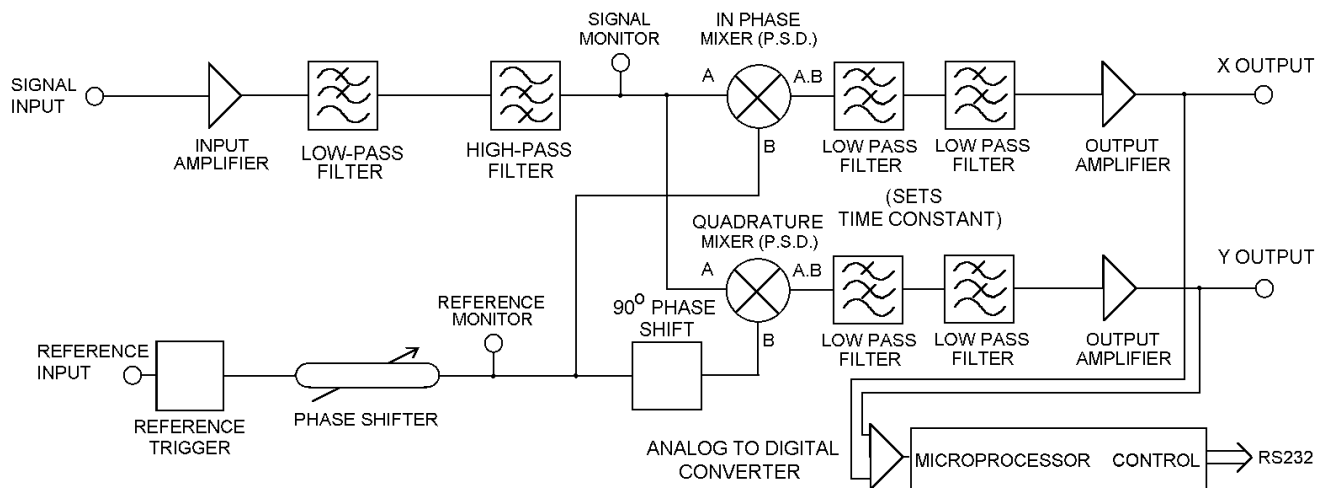 SIGNAL
INPUT
INPUT
AMPLIFIER
LOW-PASS
FILTER
HIGH-PASS
FILTER
SIGNAL
MONITOR
IN PHASE
MIXER (P.S.D.)
A
A.B
B
LOW PASS
FILTER
LOW PASS
FILTER
OUTPUT
AMPLIFIER
X OUTPUT
(SETS
TIME CONSTANT)
QUADRATURE
MIXER (P.S.D.)
A
A.B
B
LOW PASS
FILTER
LOW PASS
FILTER
OUTPUT
AMPLIFIER
Y OUTPUT
REFERENCE
INPUT
REFERENCE
TRIGGER
PHASE SHIFTER
REFERENCE
MONITOR
90O PHASE
SHIFT
ANALOG TO DIGITAL
CONVERTER
MICROPROCESSOR CONTROL
RS232